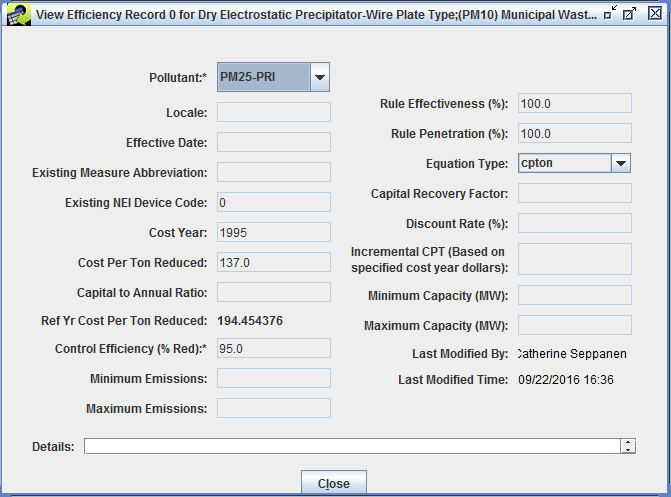 View Efficiency Record 0 for Dry Electrostatic Precipitator-Wire Plate Type;(PM10) Municipal Wast...
Pollutant:* PM25-PRI
Locale:
Effective Date:
Existing Measure Abbreviation:
Existing NEI Device Code: 0
Cost Year: 1995
Cost Per Ton Reduced: 137.0
Capital to Annual Ratio:
Ref Yr Cost Per Ton Reduced: 194.454376
Control Efficiency (% Red):* 95.0
Minimum Emissions:
Maximum Emissions:
Rule Effectiveness (%): 100.0
Rule Penetration (%): 100.0
Equation Type: cpton
Capital Recovery Factor:
Discount Rate (%):
Incremental CPT (Based on
specified cost year dollars):
Minimum Capacity (MW):
Maximum Capacity (MW):
Last Modified By: Catherine Seppanen
Last Modified Time: 09/22/2016 16:36
Details:
Close